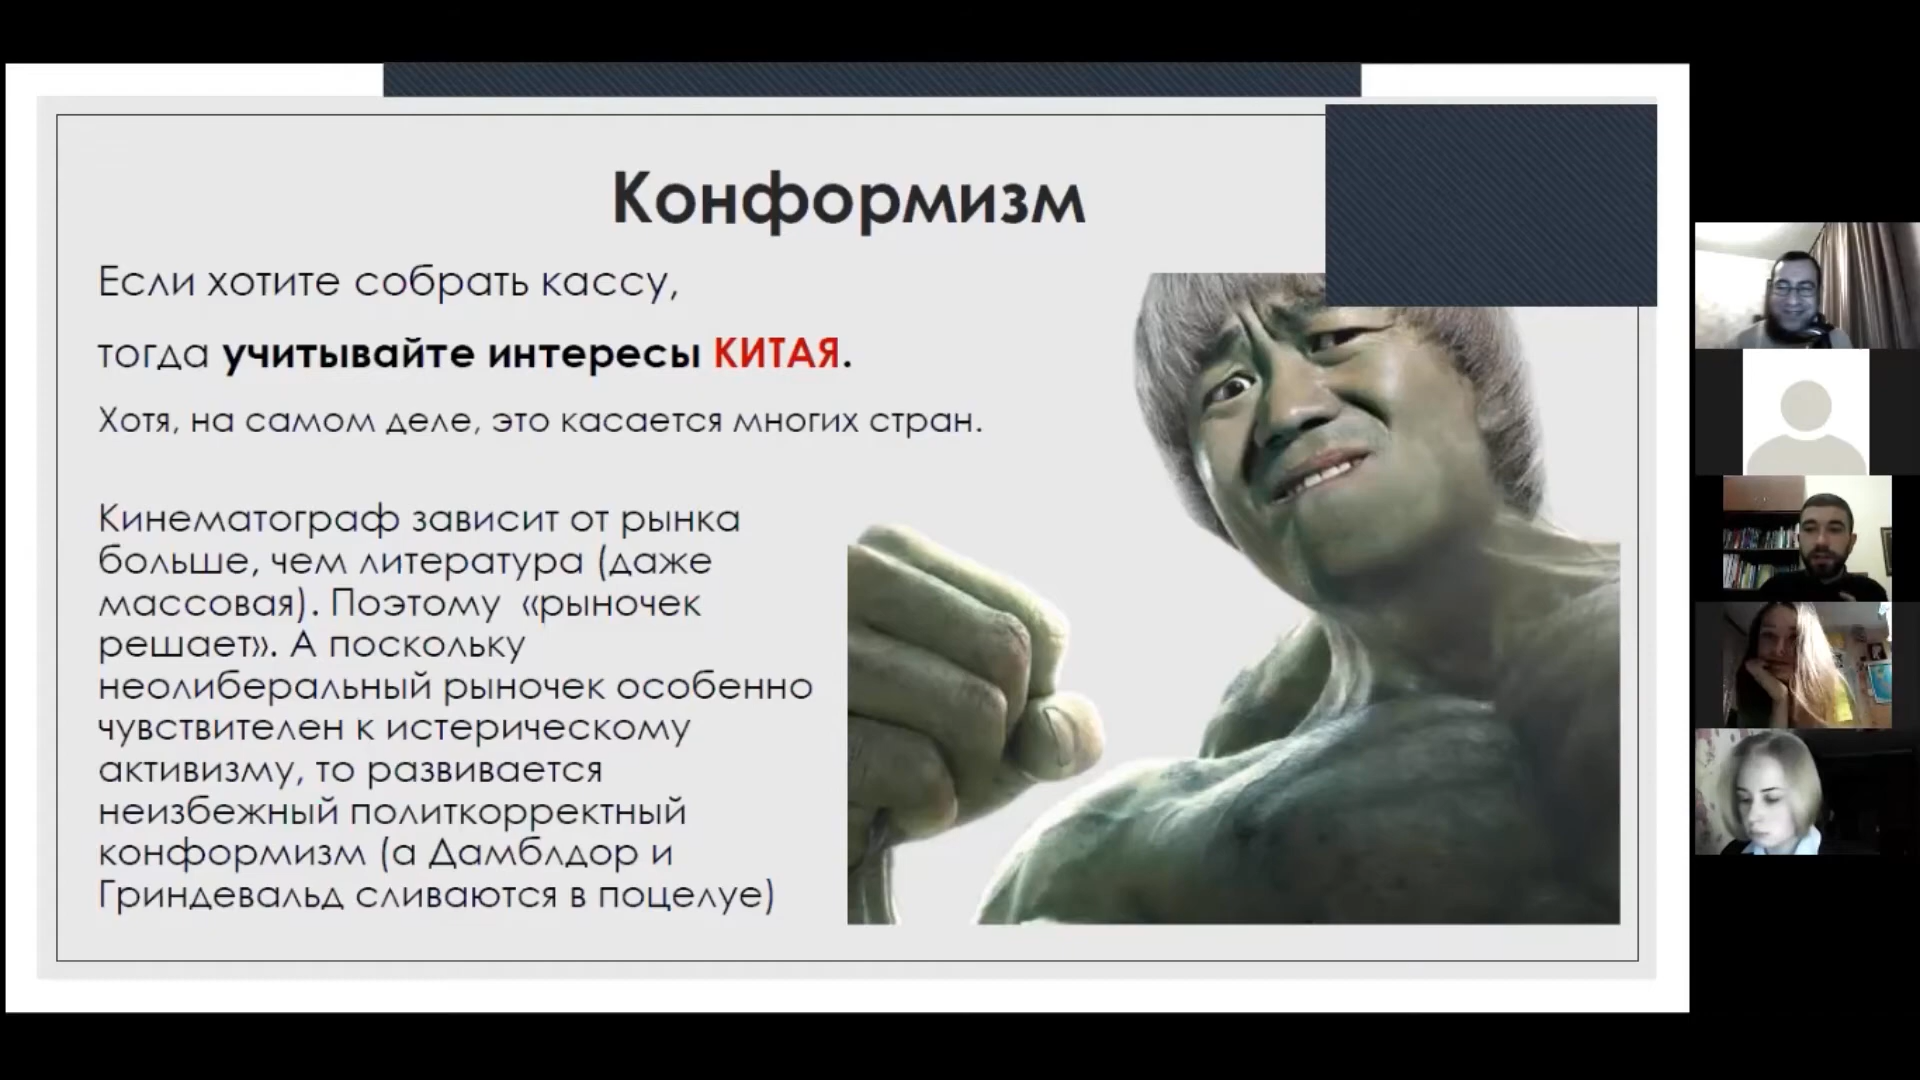 Конформизм
Если хотите собрать кассу,
тогда учитывайте интересы КИТАЯ.
Хотя, на самом деле, это касается многих стран.
Кинематограф зависит от рынка
больше, чем литература (даже
массовая). Поэтому «рыночек
решает». А поскольку
неолиберальный рыночек особенно
чувствителен к истерическому
активизму, то развивается
неизбежный политкорректный
конформизм (а Дамблдор и
Гриндевальд сливаются в поцелуе)